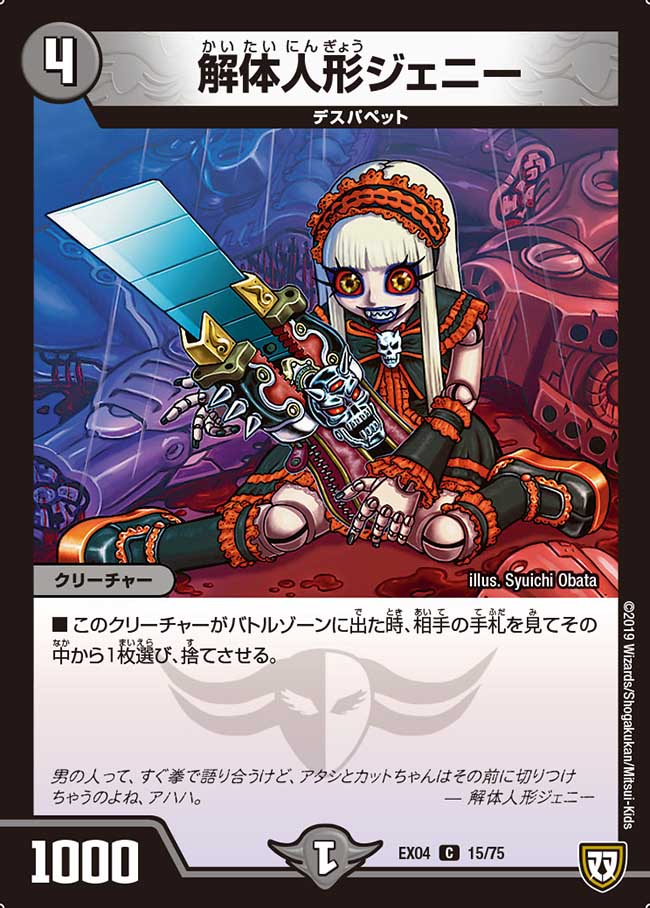 4
かいたいにんぎょう
解体人形ジェニー
デスパペット
クリーチャー
illus. Syuichi Obata
■ このクリーチャーがバトルゾーンに出た時、相手の手札を見てその
中から1枚選び、捨てさせる。
男の人って、すぐ拳で語り合うけど、アタシとカットちゃんはその前に切りつけ
ちゃうのよね、アハハ。 ― 解体人形ジェニー
©2019 Wizards/Shogakukan/Mitsui-Kids
1000
1
EX04 C 15/75